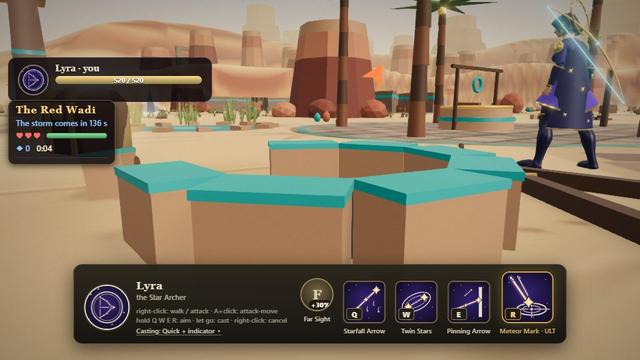 Lyra · you
520 / 520
The Red Wadi
The storm comes in 136 s
0 0:04
Lyra
the Star Archer
right-click: walk / attack · A+click: attack-move
hold Q W E R: aim · let go: cast · right-click: cancel
Casting: Quick + indicator
F
+30%
Far Sight
Q
Starfall Arrow
W
Twin Stars
E
Pinning Arrow
R
Meteor Mark · ULT